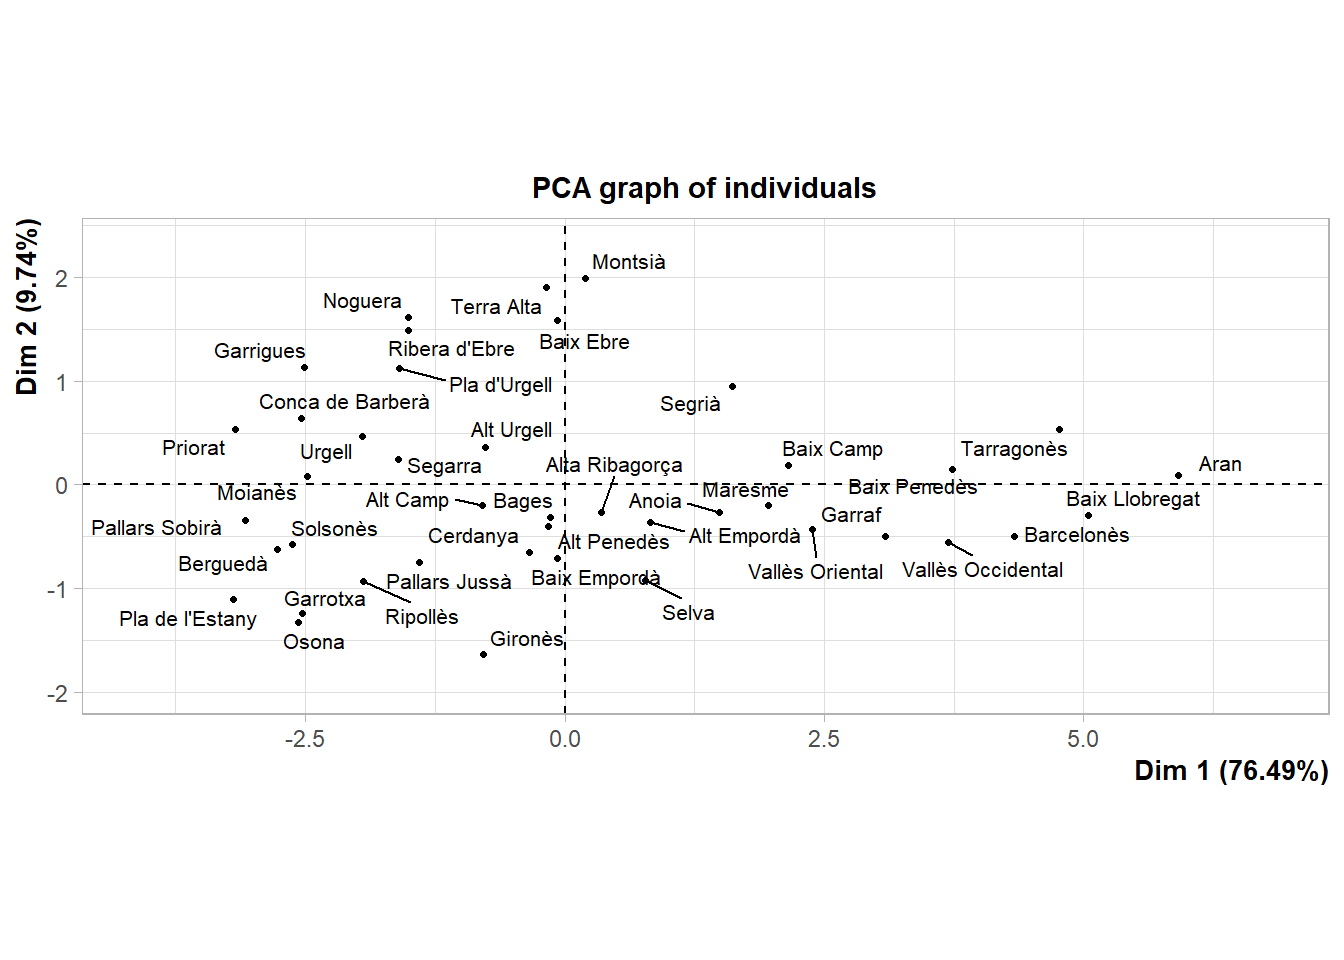 PCA graph of individuals
Dim 2 (9.74%)
2
1
0
-1
-2
Montsià
Noguera
Terra Alta
Baix Ebre
Garrigues
Ribera d'Ebre
Pla d'Urgell
Conca de Barberà
Segrià
Alt Urgell
Priorat
Urgell
Baix Camp
Tarragonès
Segarra
Alta Ribagorça
Aran
Moianès
Alt Camp
Bages
Anoia
Maresme
Baix Penedès
Baix Llobregat
Pallars Sobirà
Solsonès
Garraf
Cerdanya
Alt Penedès
Alt Empordà
Barcelonès
Berguedà
Vallès Oriental
Vallès Occidental
Pallars Jussà
Baix Empordà
Garrotxa
Pla de l'Estany
Ripollès
Selva
Osona
Gironès
-2.5
0.0
2.5
5.0
Dim 1 (76.49%)